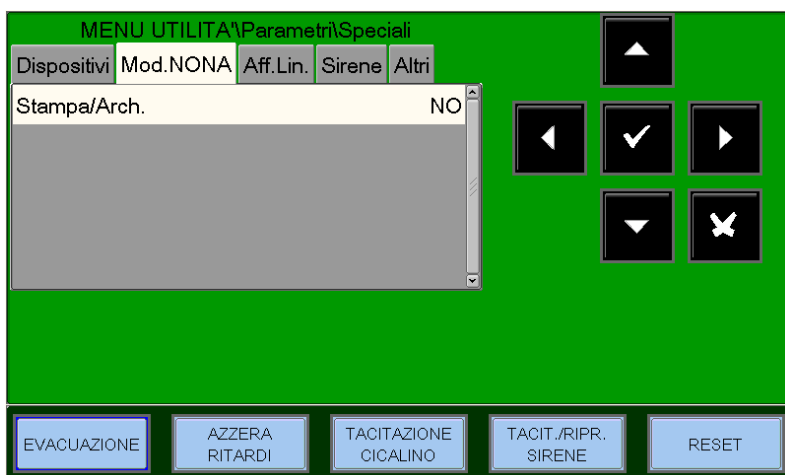 MENU UTILITA'\Parametri\Speciali
Dispositivi Mod.NONA Aff.Lin. Sirene Altri
Stampa/Arch. NO
EVACUAZIONE
AZZERA
RITARDI
TACITAZIONE
CICALINO
TACIT./RIPR.
SIRENE
RESET